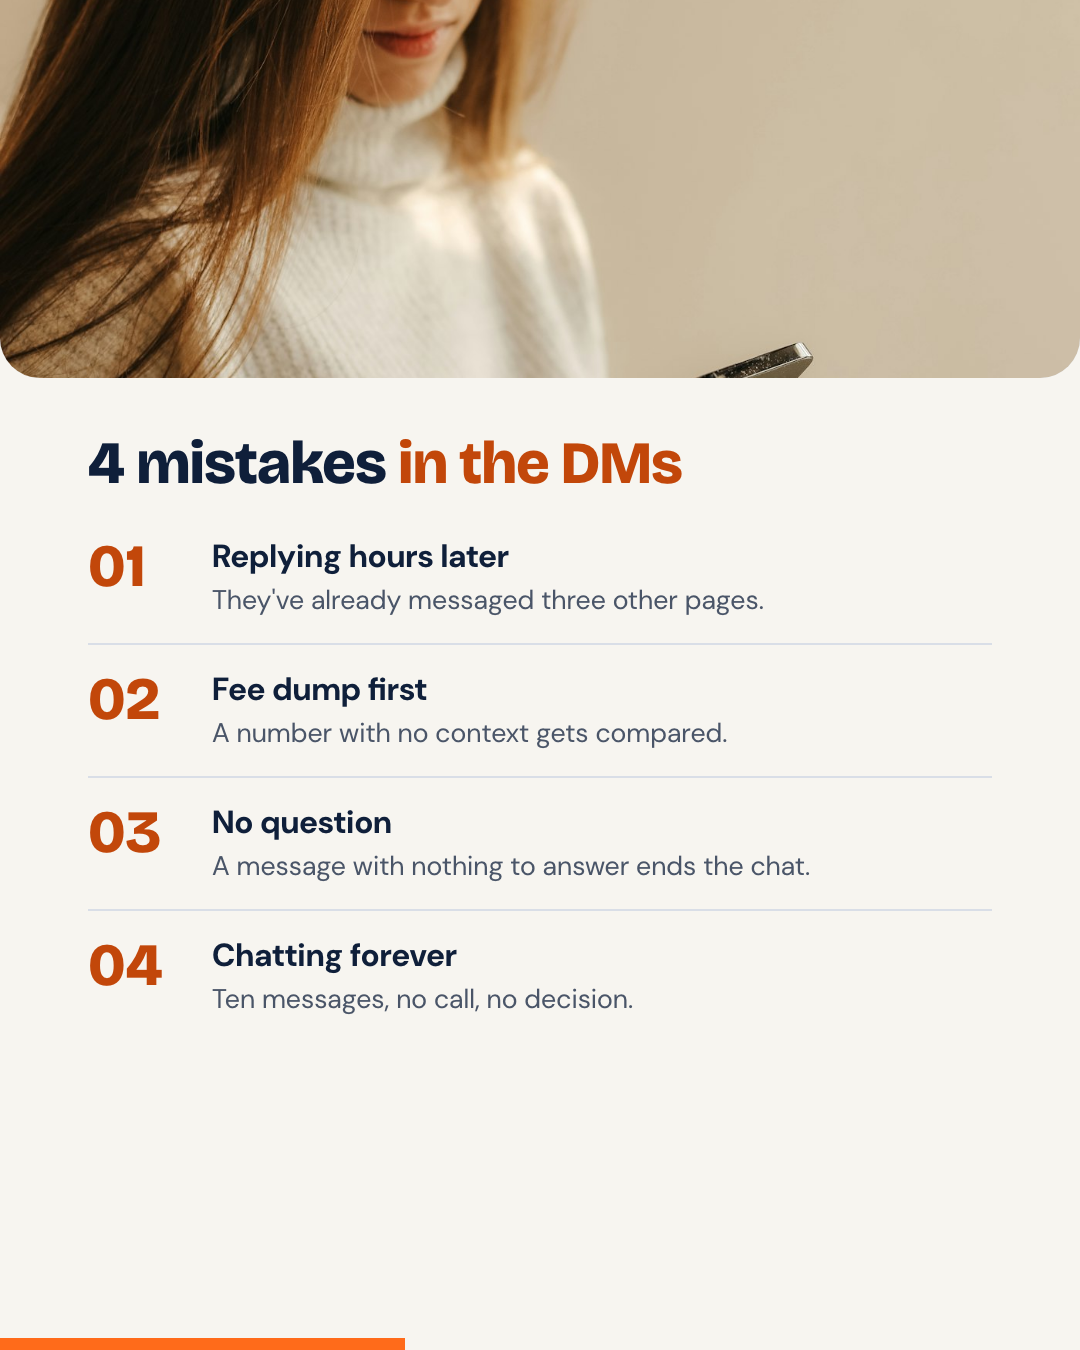 4 mistakes in the DMs
01
Replying hours later
They've already messaged three other pages.
02
Fee dump first
A number with no context gets compared.
03
No question
A message with nothing to answer ends the chat.
04
Chatting forever
Ten messages, no call, no decision.